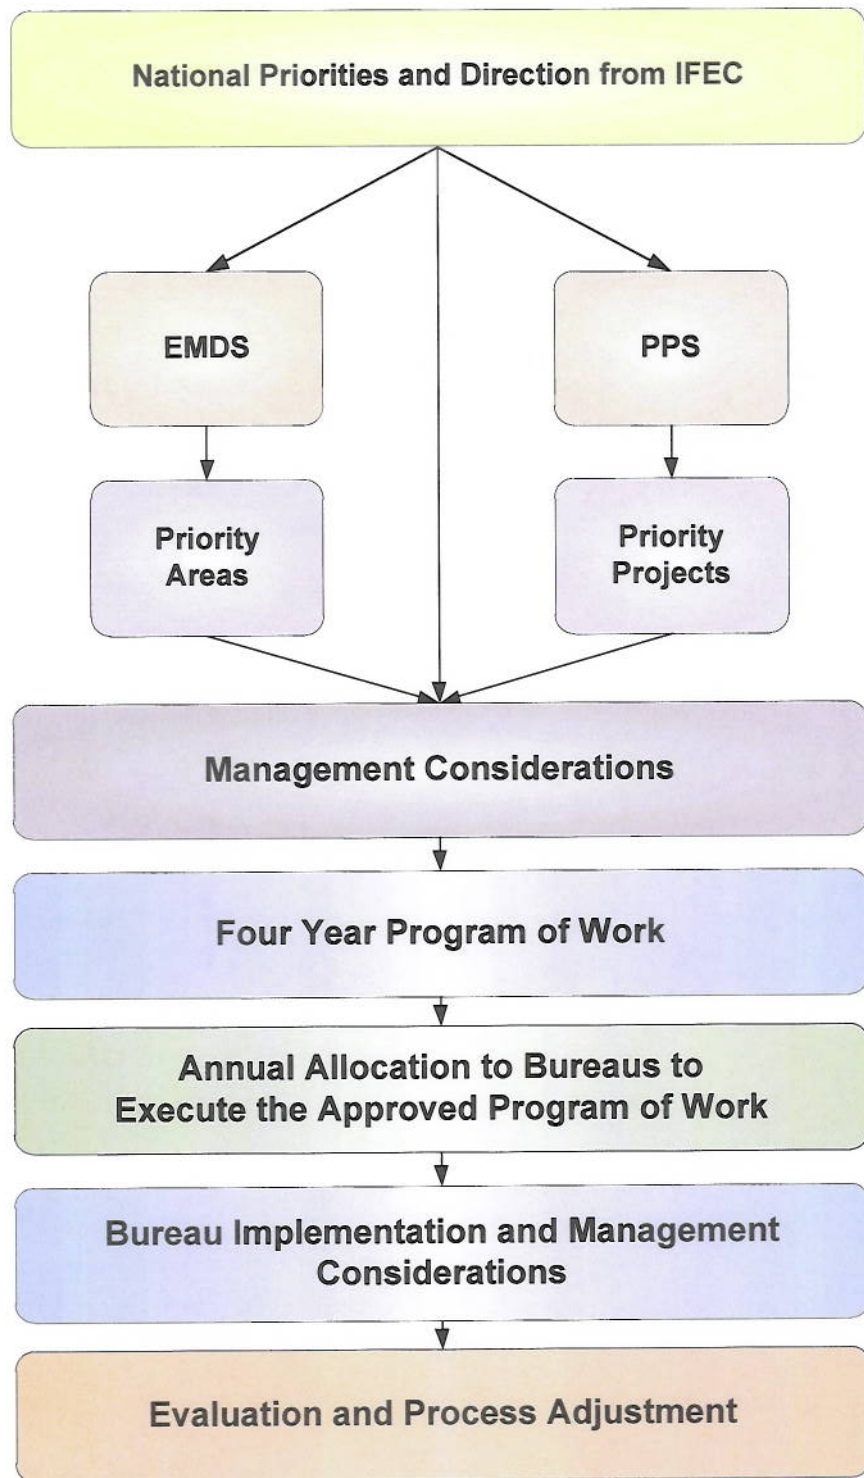 National Priorities and Direction from IFEC
EMDS
PPS
Priority
Areas
Priority
Projects
Management Considerations
Four Year Program of Work
Annual Allocation to Bureaus to
Execute the Approved Program of Work
Bureau Implementation and Management
Considerations
Evaluation and Process Adjustment